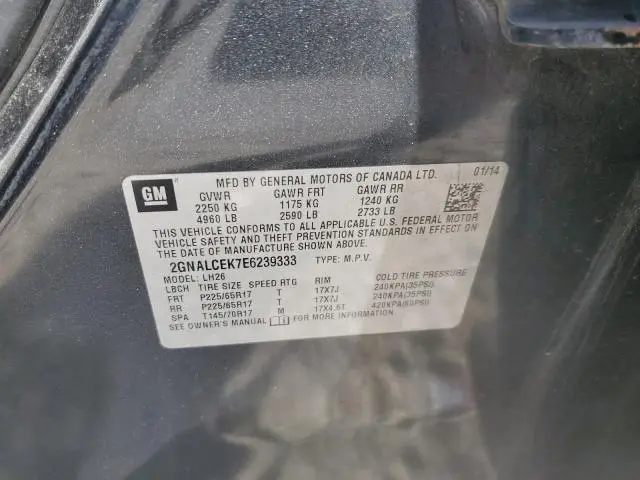 GM
MFD BY GENERAL MOTORS OF CANADA LTD. 01/14
GVWR GAWR FRT GAWR RR
2250 KG 1175 KG 1240 KG
4960 LB 2590 LB 2733 LB
THIS VEHICLE CONFORMS TO ALL APPLICABLE U.S. FEDERAL MOTOR
VEHICLE SAFETY AND THEFT PREVENTION STANDARDS IN EFFECT ON
THE DATE OF MANUFACTURE SHOWN ABOVE.
2GNALCEK7E6239333 TYPE: M.P.V.
MODEL: LH26
LBCH TIRE SIZE SPEED RTG RIM COLD TIRE PRESSURE
FRT P225/65R17 T 17X7J 240KPA(35PSI)
RR P225/65R17 T 17X7J 240KPA(35PSI)
SPA T145/70R17 M 17X4.5T 420KPA(60PSI)
SEE OWNER'S MANUAL FOR MORE INFORMATION.